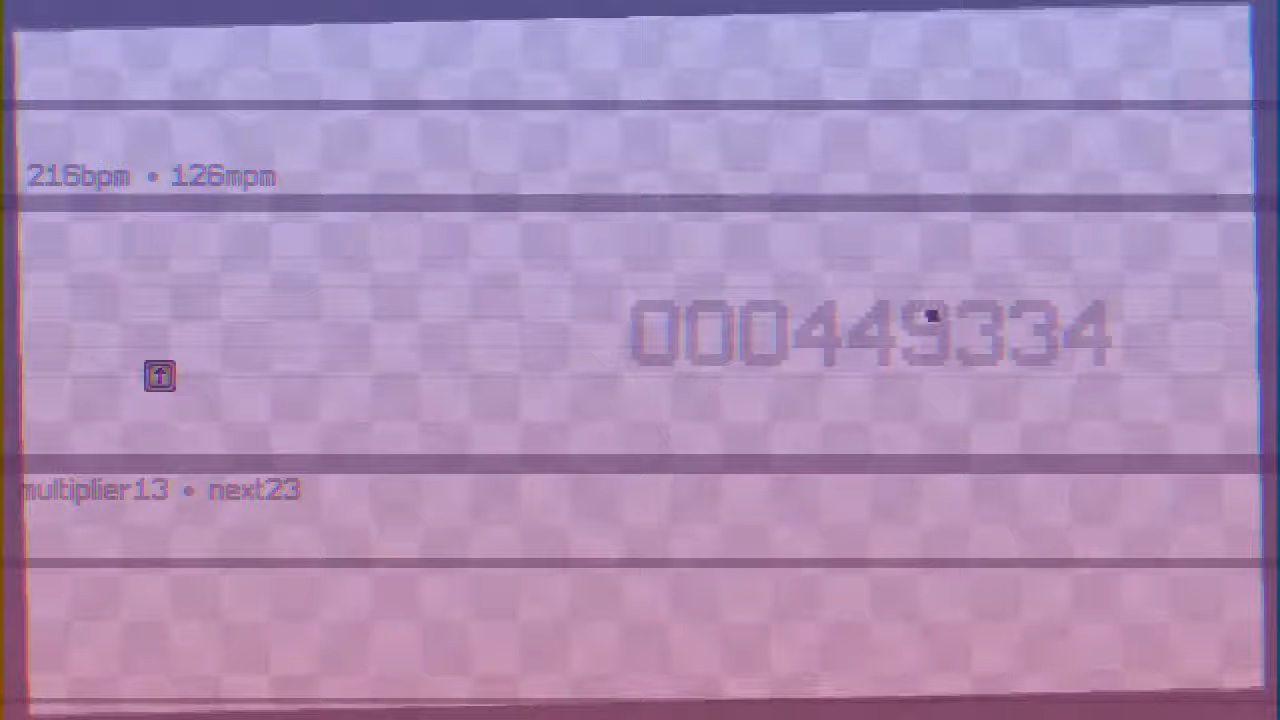 216bpm • 126mpm
000449334
↑
multiplier13 • next23